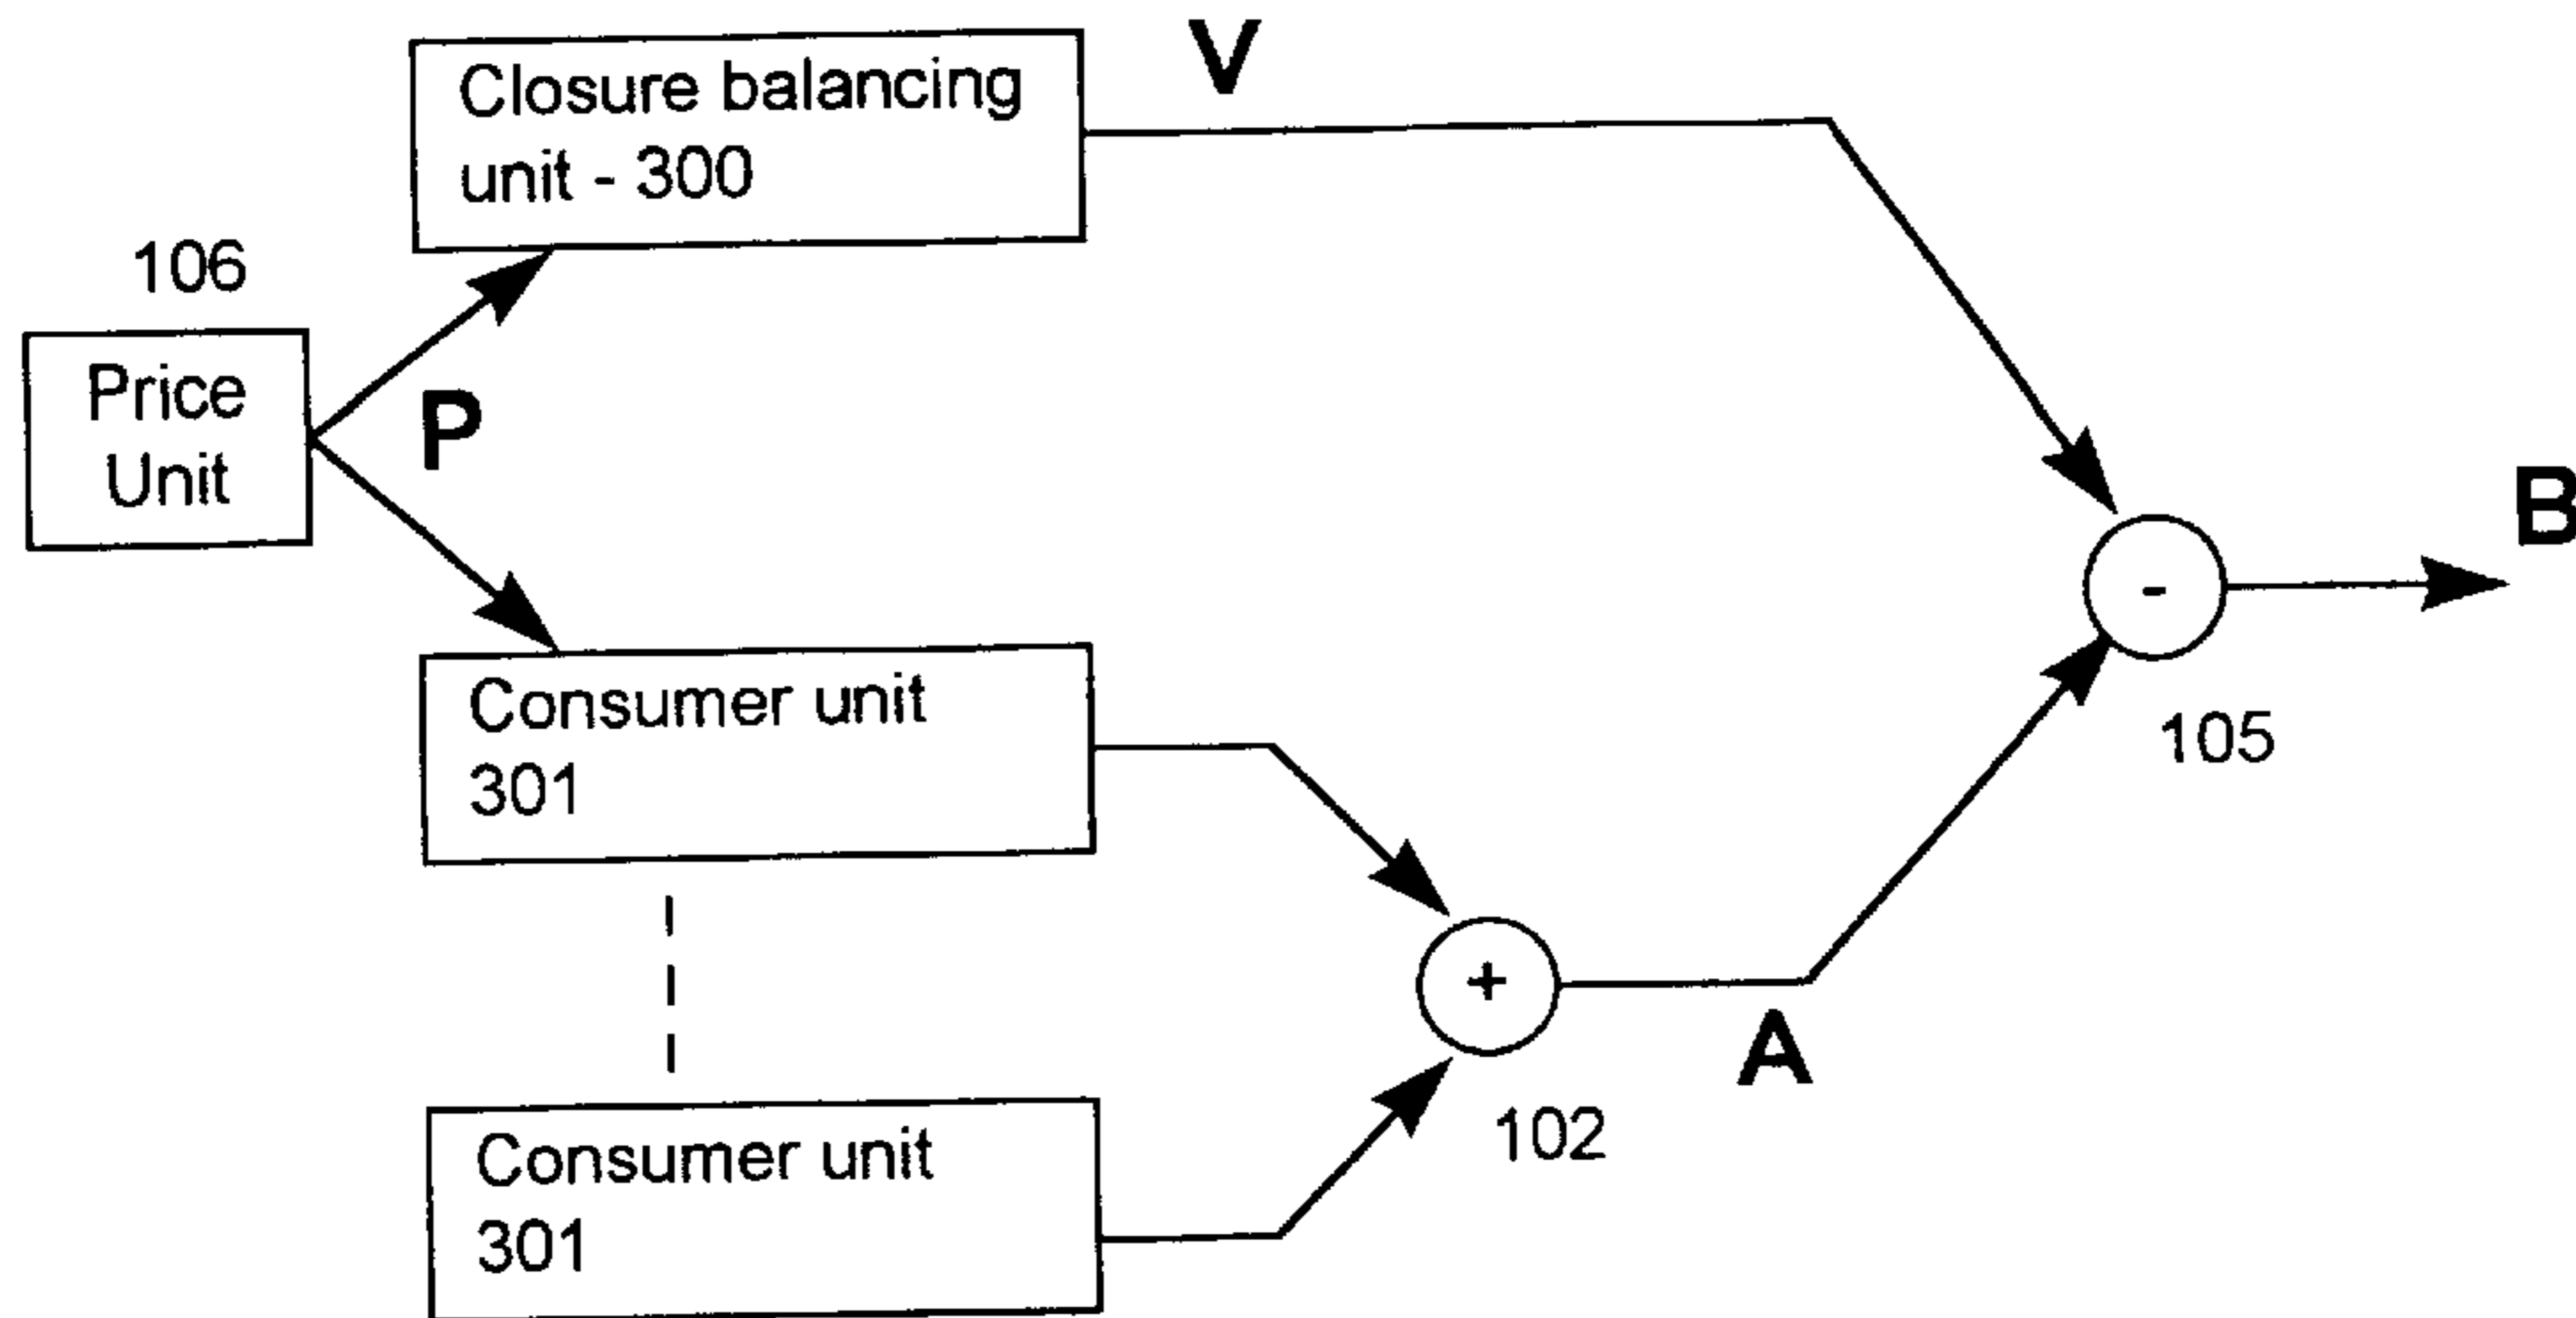 Closure balancing
unit - 300
V
106
Price
Unit
P
B
-
105
Consumer unit
301
+
A
102
Consumer unit
301